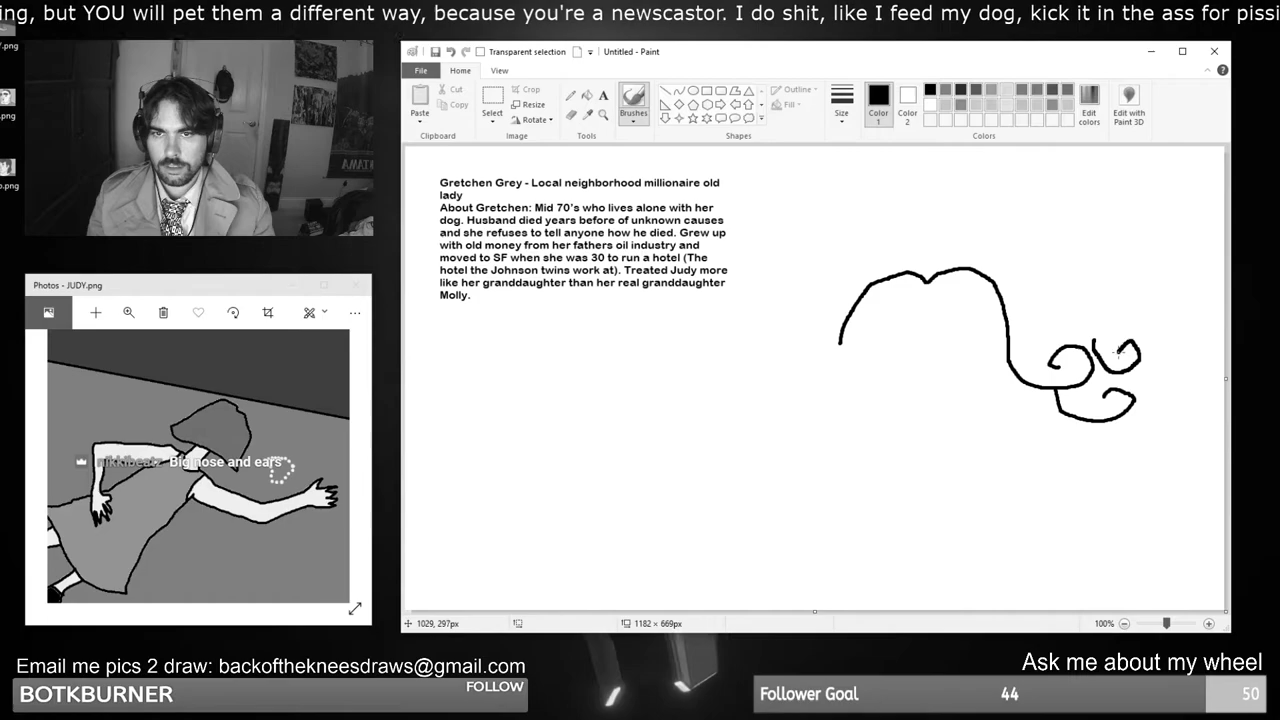 ing, but YOU will pet them a different way, because you're a newscastor. I do shit, like I feed my dog, kick it in the ass for pissi
Y.png
.png
p.png
Transparent selection
Untitled - Paint
File
Home
View
Paste
Cut
Copy
Clipboard
Select
Crop
Resize
Rotate
Image
Tools
Brushes
Outline
Fill
Shapes
Size
Color 1
Color 2
Edit colors
Colors
Edit with Paint 3D
Gretchen Grey - Local neighborhood millionaire old
lady
About Gretchen: Mid 70's who lives alone with her
dog. Husband died years before of unknown causes
and she refuses to tell anyone how he died. Grew up
with old money from her fathers oil industry and
moved to SF when she was 30 to run a hotel (The
hotel the Johnson twins work at). Treated Judy more
like her granddaughter than her real granddaughter
Molly.
Photos - JUDY.png
nikkibeatz Big nose and ears
1029, 297px
1182 × 669px
100%
Email me pics 2 draw: backofthekneesdraws@gmail.com
BOTKBURNER
FOLLOW
Ask me about my wheel
Follower Goal
44
50